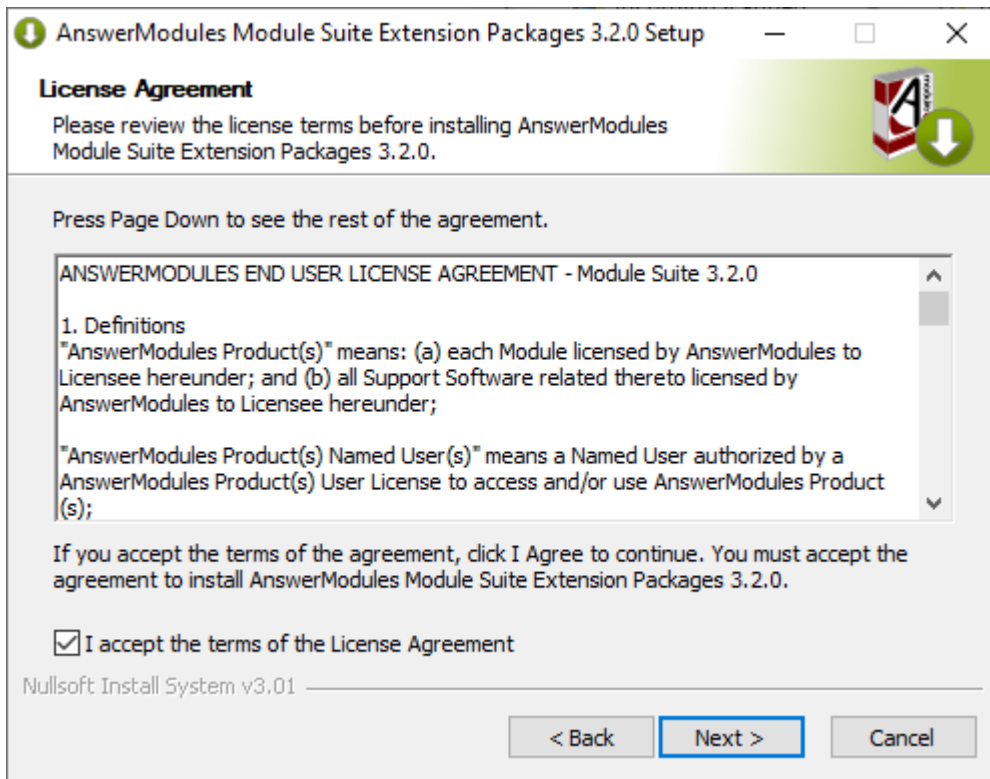 AnswerModules Module Suite Extension Packages 3.2.0 Setup
License Agreement
Please review the license terms before installing AnswerModules
Module Suite Extension Packages 3.2.0.
Press Page Down to see the rest of the agreement.
ANSWERMODULES END USER LICENSE AGREEMENT - Module Suite 3.2.0
1. Definitions
"AnswerModules Product(s)" means: (a) each Module licensed by AnswerModules to
Licensee hereunder; and (b) all Support Software related thereto licensed by
AnswerModules to Licensee hereunder;
"AnswerModules Product(s) Named User(s)" means a Named User authorized by a
AnswerModules Product(s) User License to access and/or use AnswerModules Product
(s);
If you accept the terms of the agreement, click I Agree to continue. You must accept the
agreement to install AnswerModules Module Suite Extension Packages 3.2.0.
I accept the terms of the License Agreement
Nullsoft Install System v3.01
< Back
Next >
Cancel